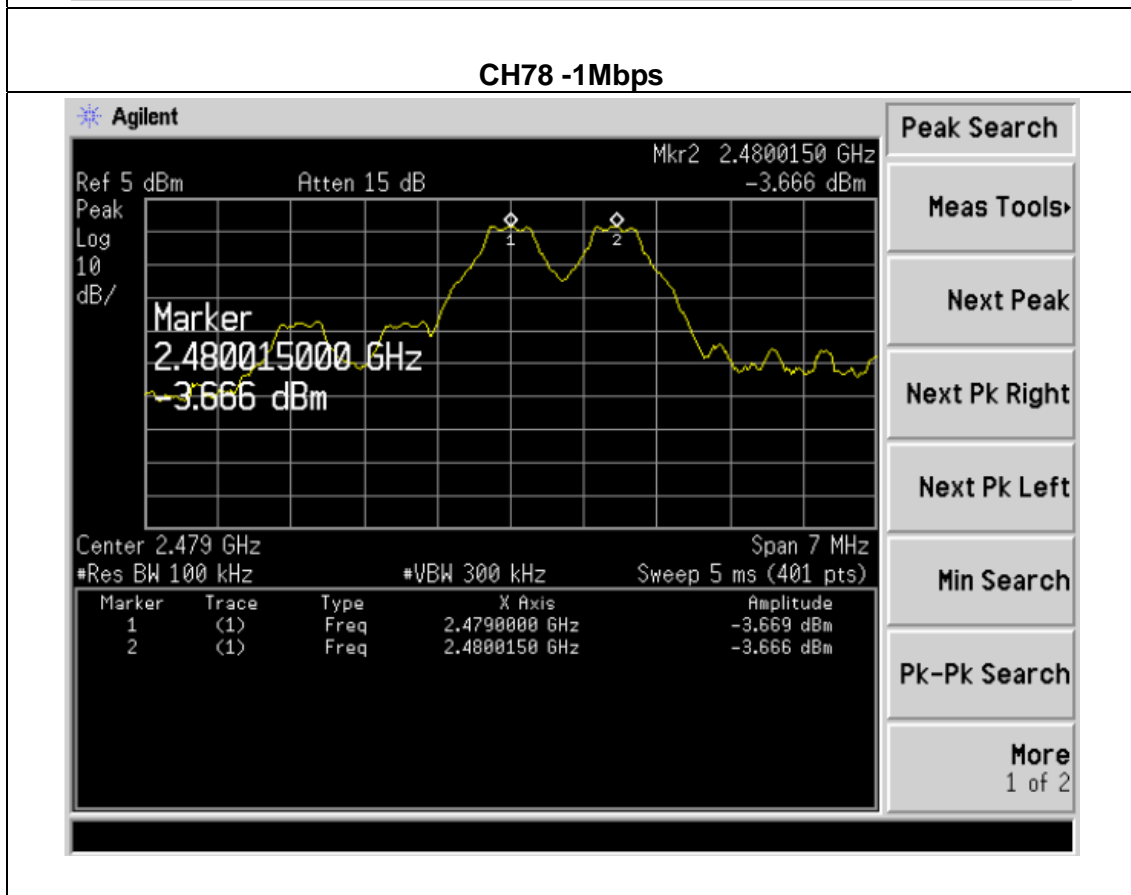 CH78 -1Mbps
Agilent
Peak Search
Mkr2 2.4800150 GHz
Ref 5 dBm Atten 15 dB -3.666 dBm
Peak
Log
10
dB/
1 2
Marker
2.480015000 GHz
-3.666 dBm
Center 2.479 GHz Span 7 MHz
#Res BW 100 kHz #VBW 300 kHz Sweep 5 ms (401 pts)
Marker Trace Type X Axis Amplitude
1 (1) Freq 2.4790000 GHz -3.669 dBm
2 (1) Freq 2.4800150 GHz -3.666 dBm
Meas Tools
Next Peak
Next Pk Right
Next Pk Left
Min Search
Pk-Pk Search
More
1 of 2